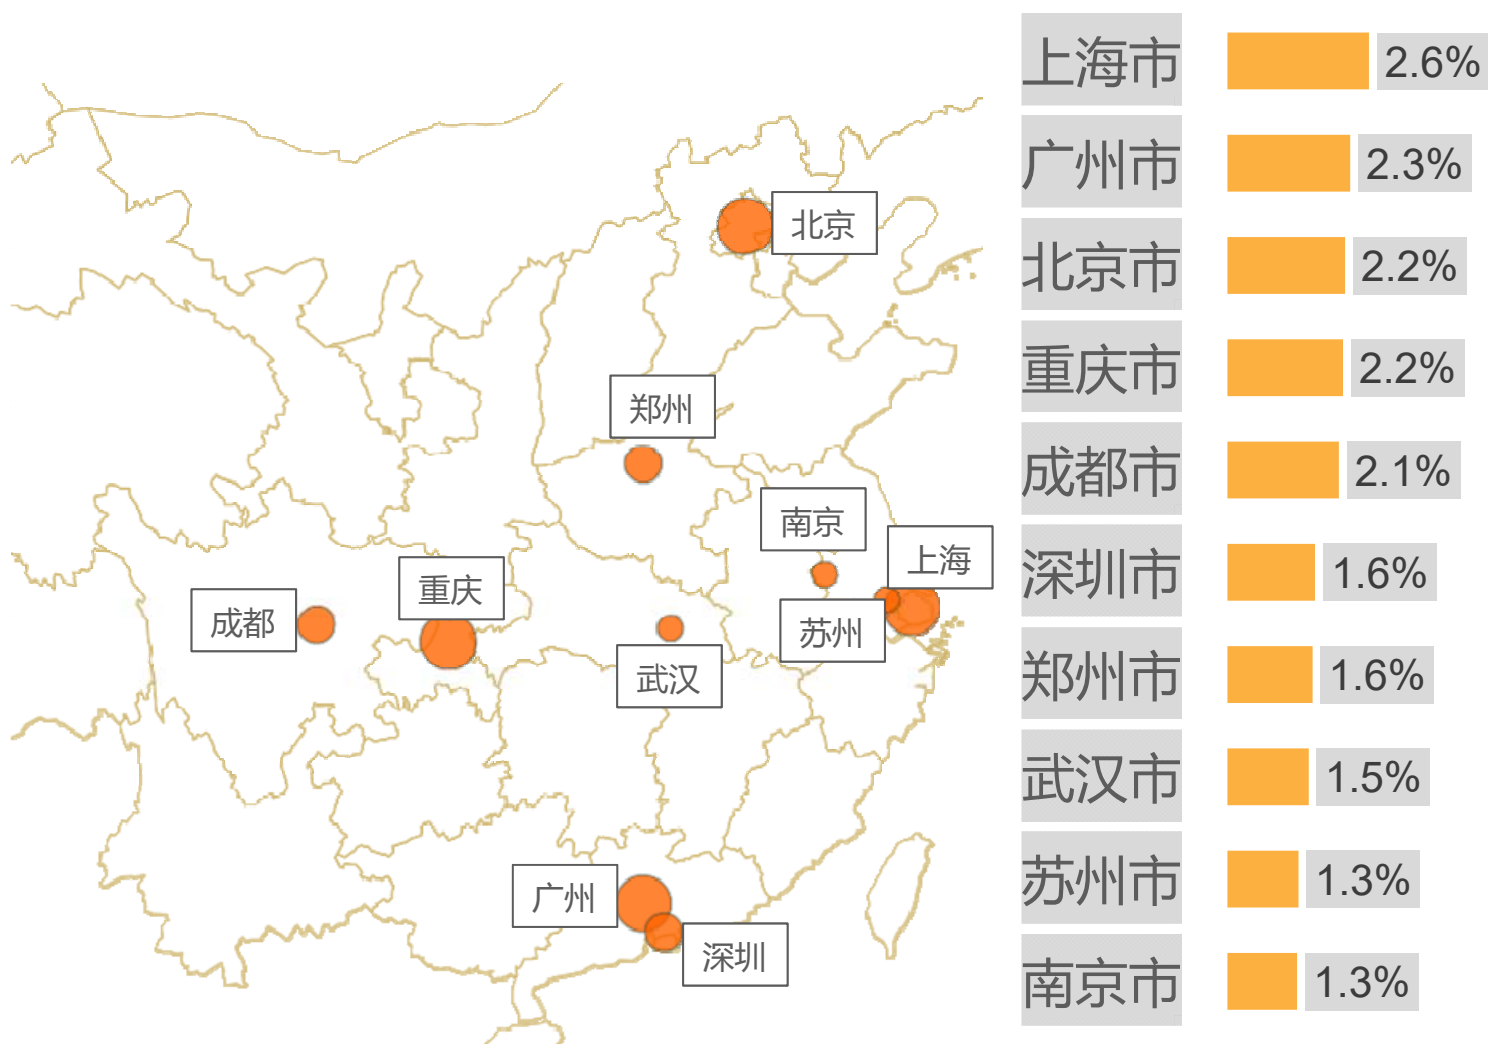 北京
郑州
南京
上海
重庆
成都
苏州
武汉
广州
深圳
上海市 2.6%
广州市 2.3%
北京市 2.2%
重庆市 2.2%
成都市 2.1%
深圳市 1.6%
郑州市 1.6%
武汉市 1.5%
苏州市 1.3%
南京市 1.3%